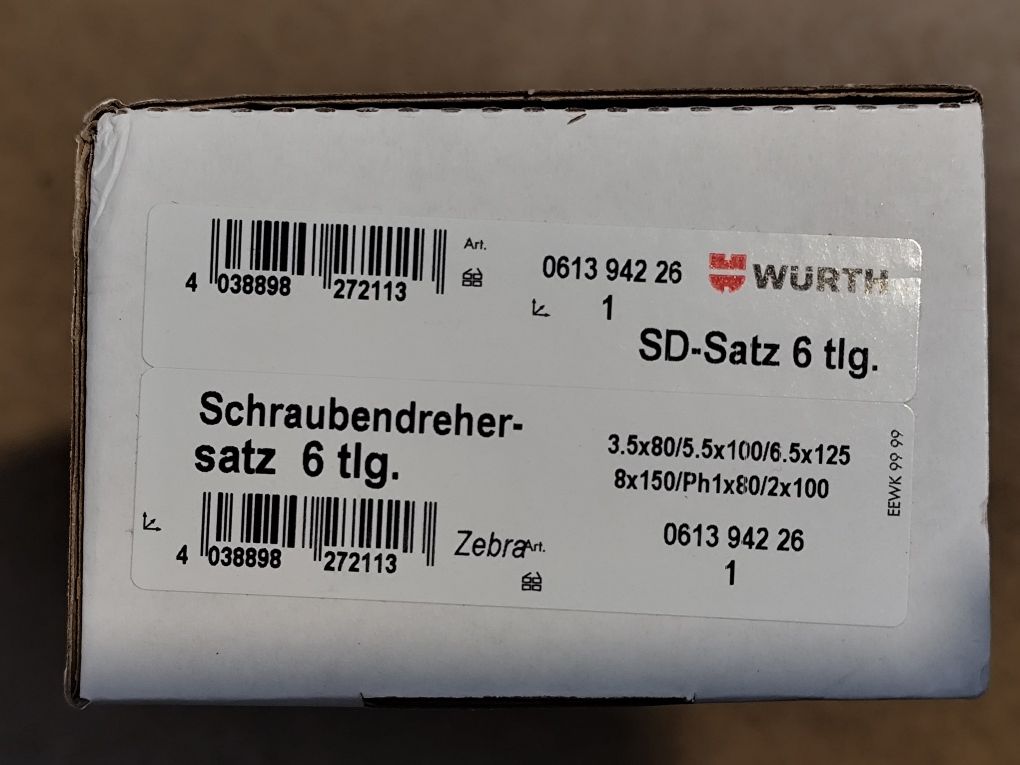 Art.
0613 942 26
WÜRTH
4 038898 272113
1
SD-Satz 6 tlg.
Schraubendreher-
satz 6 tlg.
3.5x80/5.5x100/6.5x125
8x150/Ph1x80/2x100
EEWK 99 99
0613 942 26
Zebra Art.
4 038898 272113
1